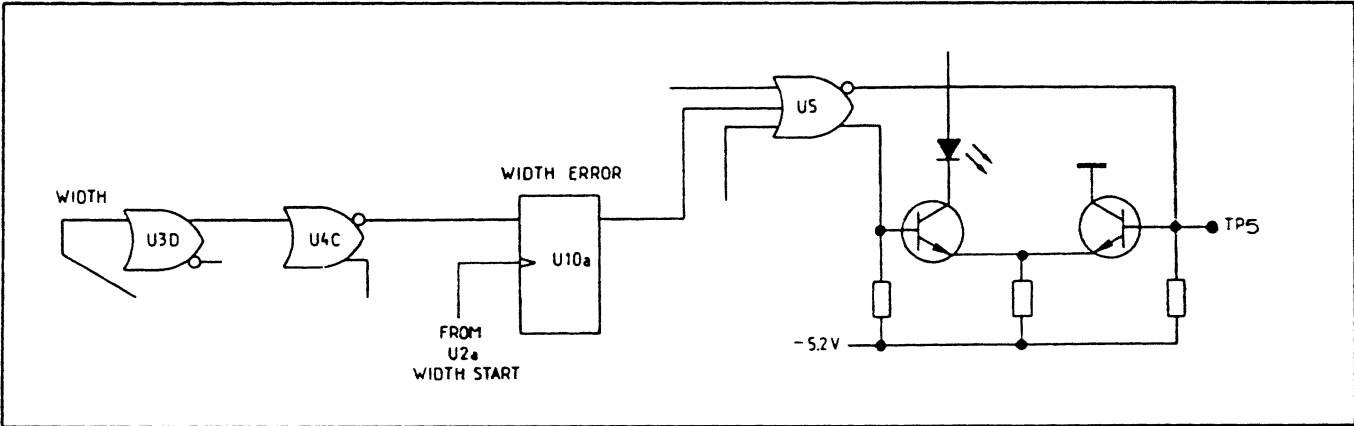 U5
WIDTH ERROR
WIDTH
U3D
U4C
U10a
TP5
FROM
U2a
WIDTH START
-5.2V